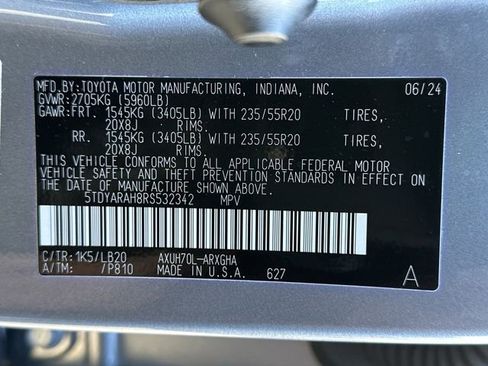 MFD.BY:TOYOTA MOTOR MANUFACTURING, INDIANA, INC. 06/24
GVWR:2705KG (5960LB)
GAWR:FRT. 1545KG (3405LB) WITH 235/55R20 TIRES,
20X8J RIMS.
RR. 1545KG (3405LB) WITH 235/55R20 TIRES,
20X8J RIMS.
THIS VEHICLE CONFORMS TO ALL APPLICABLE FEDERAL MOTOR
VEHICLE SAFETY AND THEFT PREVENTION STANDARDS IN EFFECT ON
THE DATE OF MANUFACTURE SHOWN ABOVE.
5TDYARAH8RS532342 MPV
C/TR:1K5/LB20 AXUH70L-ARXGHA
A/TM: /P810 MADE IN U.S.A. 627
A